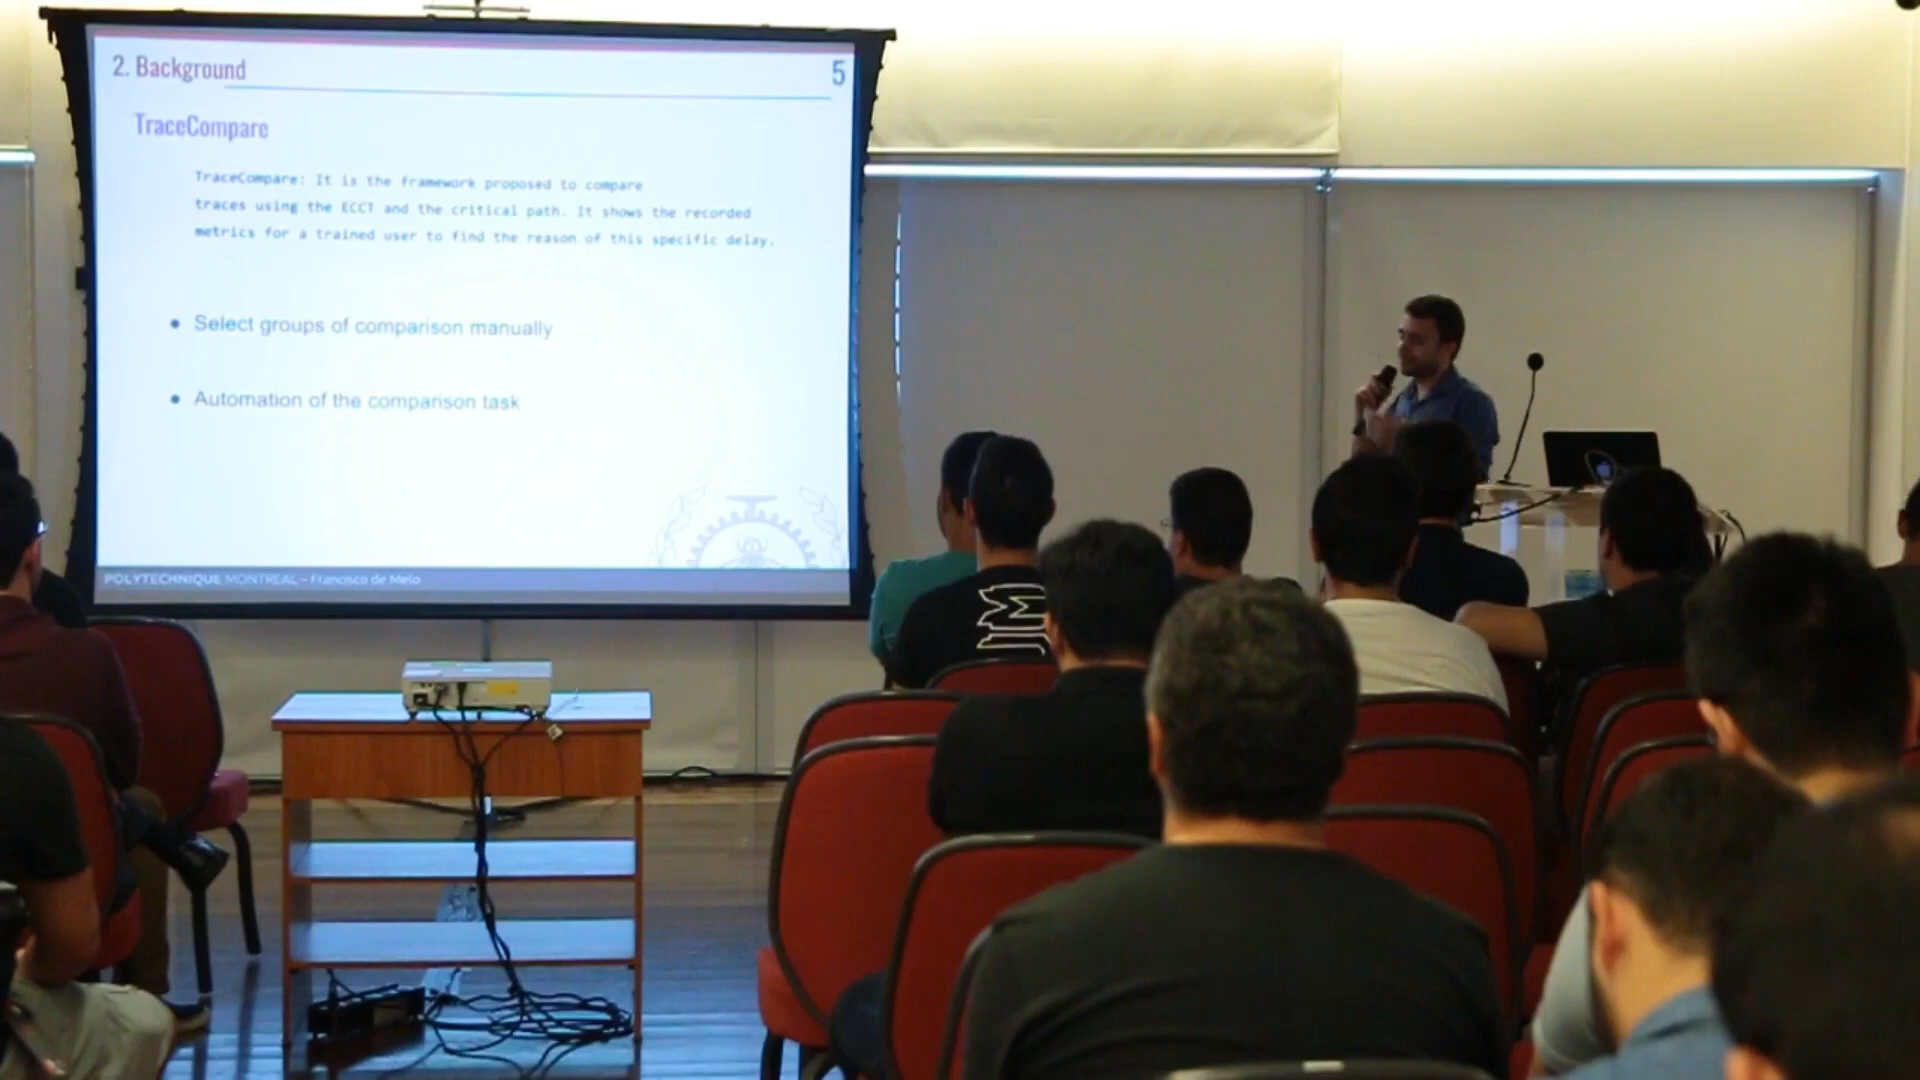 2. Background
5
TraceCompare
TraceCompare: It is the framework proposed to compare
traces using the ECCT and the critical path. It shows the recorded
metrics for a trained user to find the reason of this specific delay.
• Select groups of comparison manually
• Automation of the comparison task
POLYTECHNIQUE MONTREAL – Francisco de Melo